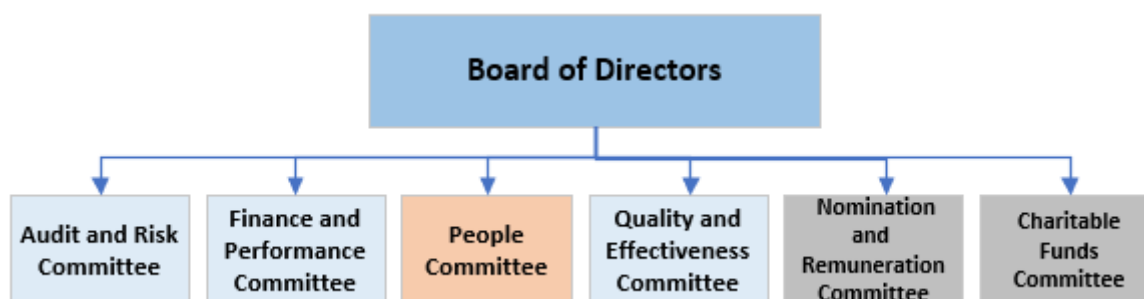 Board of Directors
Audit and Risk
Committee
Finance and
Performance
Committee
People
Committee
Quality and
Effectiveness
Committee
Nomination
and
Remuneration
Committee
Charitable
Funds
Committee